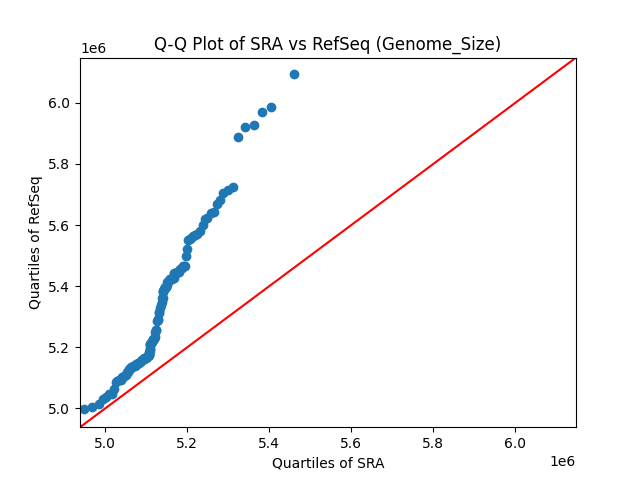 Q-Q Plot of SRA vs RefSeq (Genome_Size)
1e6
6.0
5.8
5.6
5.4
5.2
5.0
Quartiles of RefSeq
5.0 5.2 5.4 5.6 5.8 6.0
1e6
Quartiles of SRA